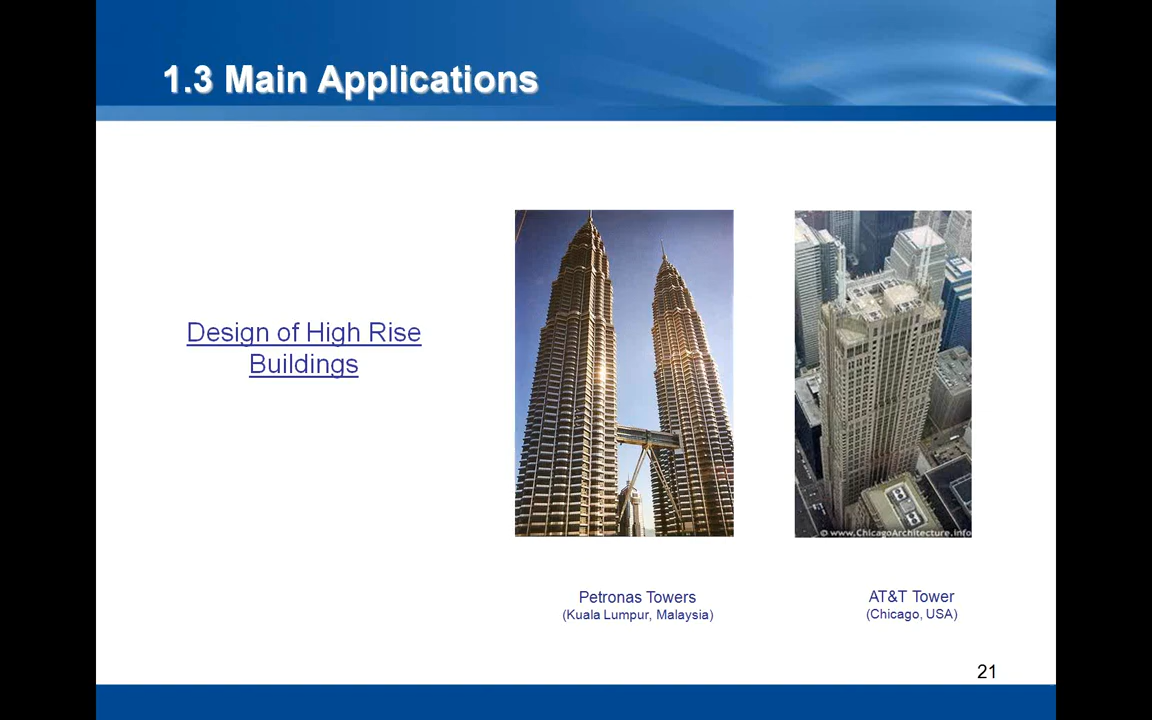 1.3 Main Applications
Design of High Rise
Buildings
© www.ChicagoArchitecture.info
Petronas Towers
(Kuala Lumpur, Malaysia)
AT&T Tower
(Chicago, USA)
21